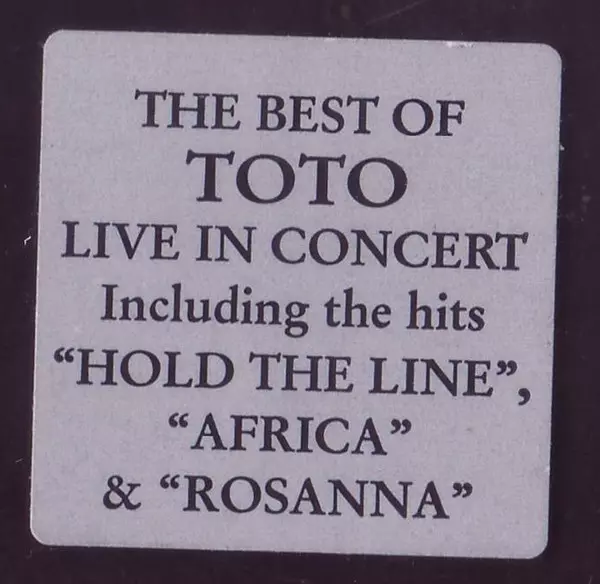 THE BEST OF
TOTO
LIVE IN CONCERT
Including the hits
“HOLD THE LINE”,
“AFRICA”
& “ROSANNA”